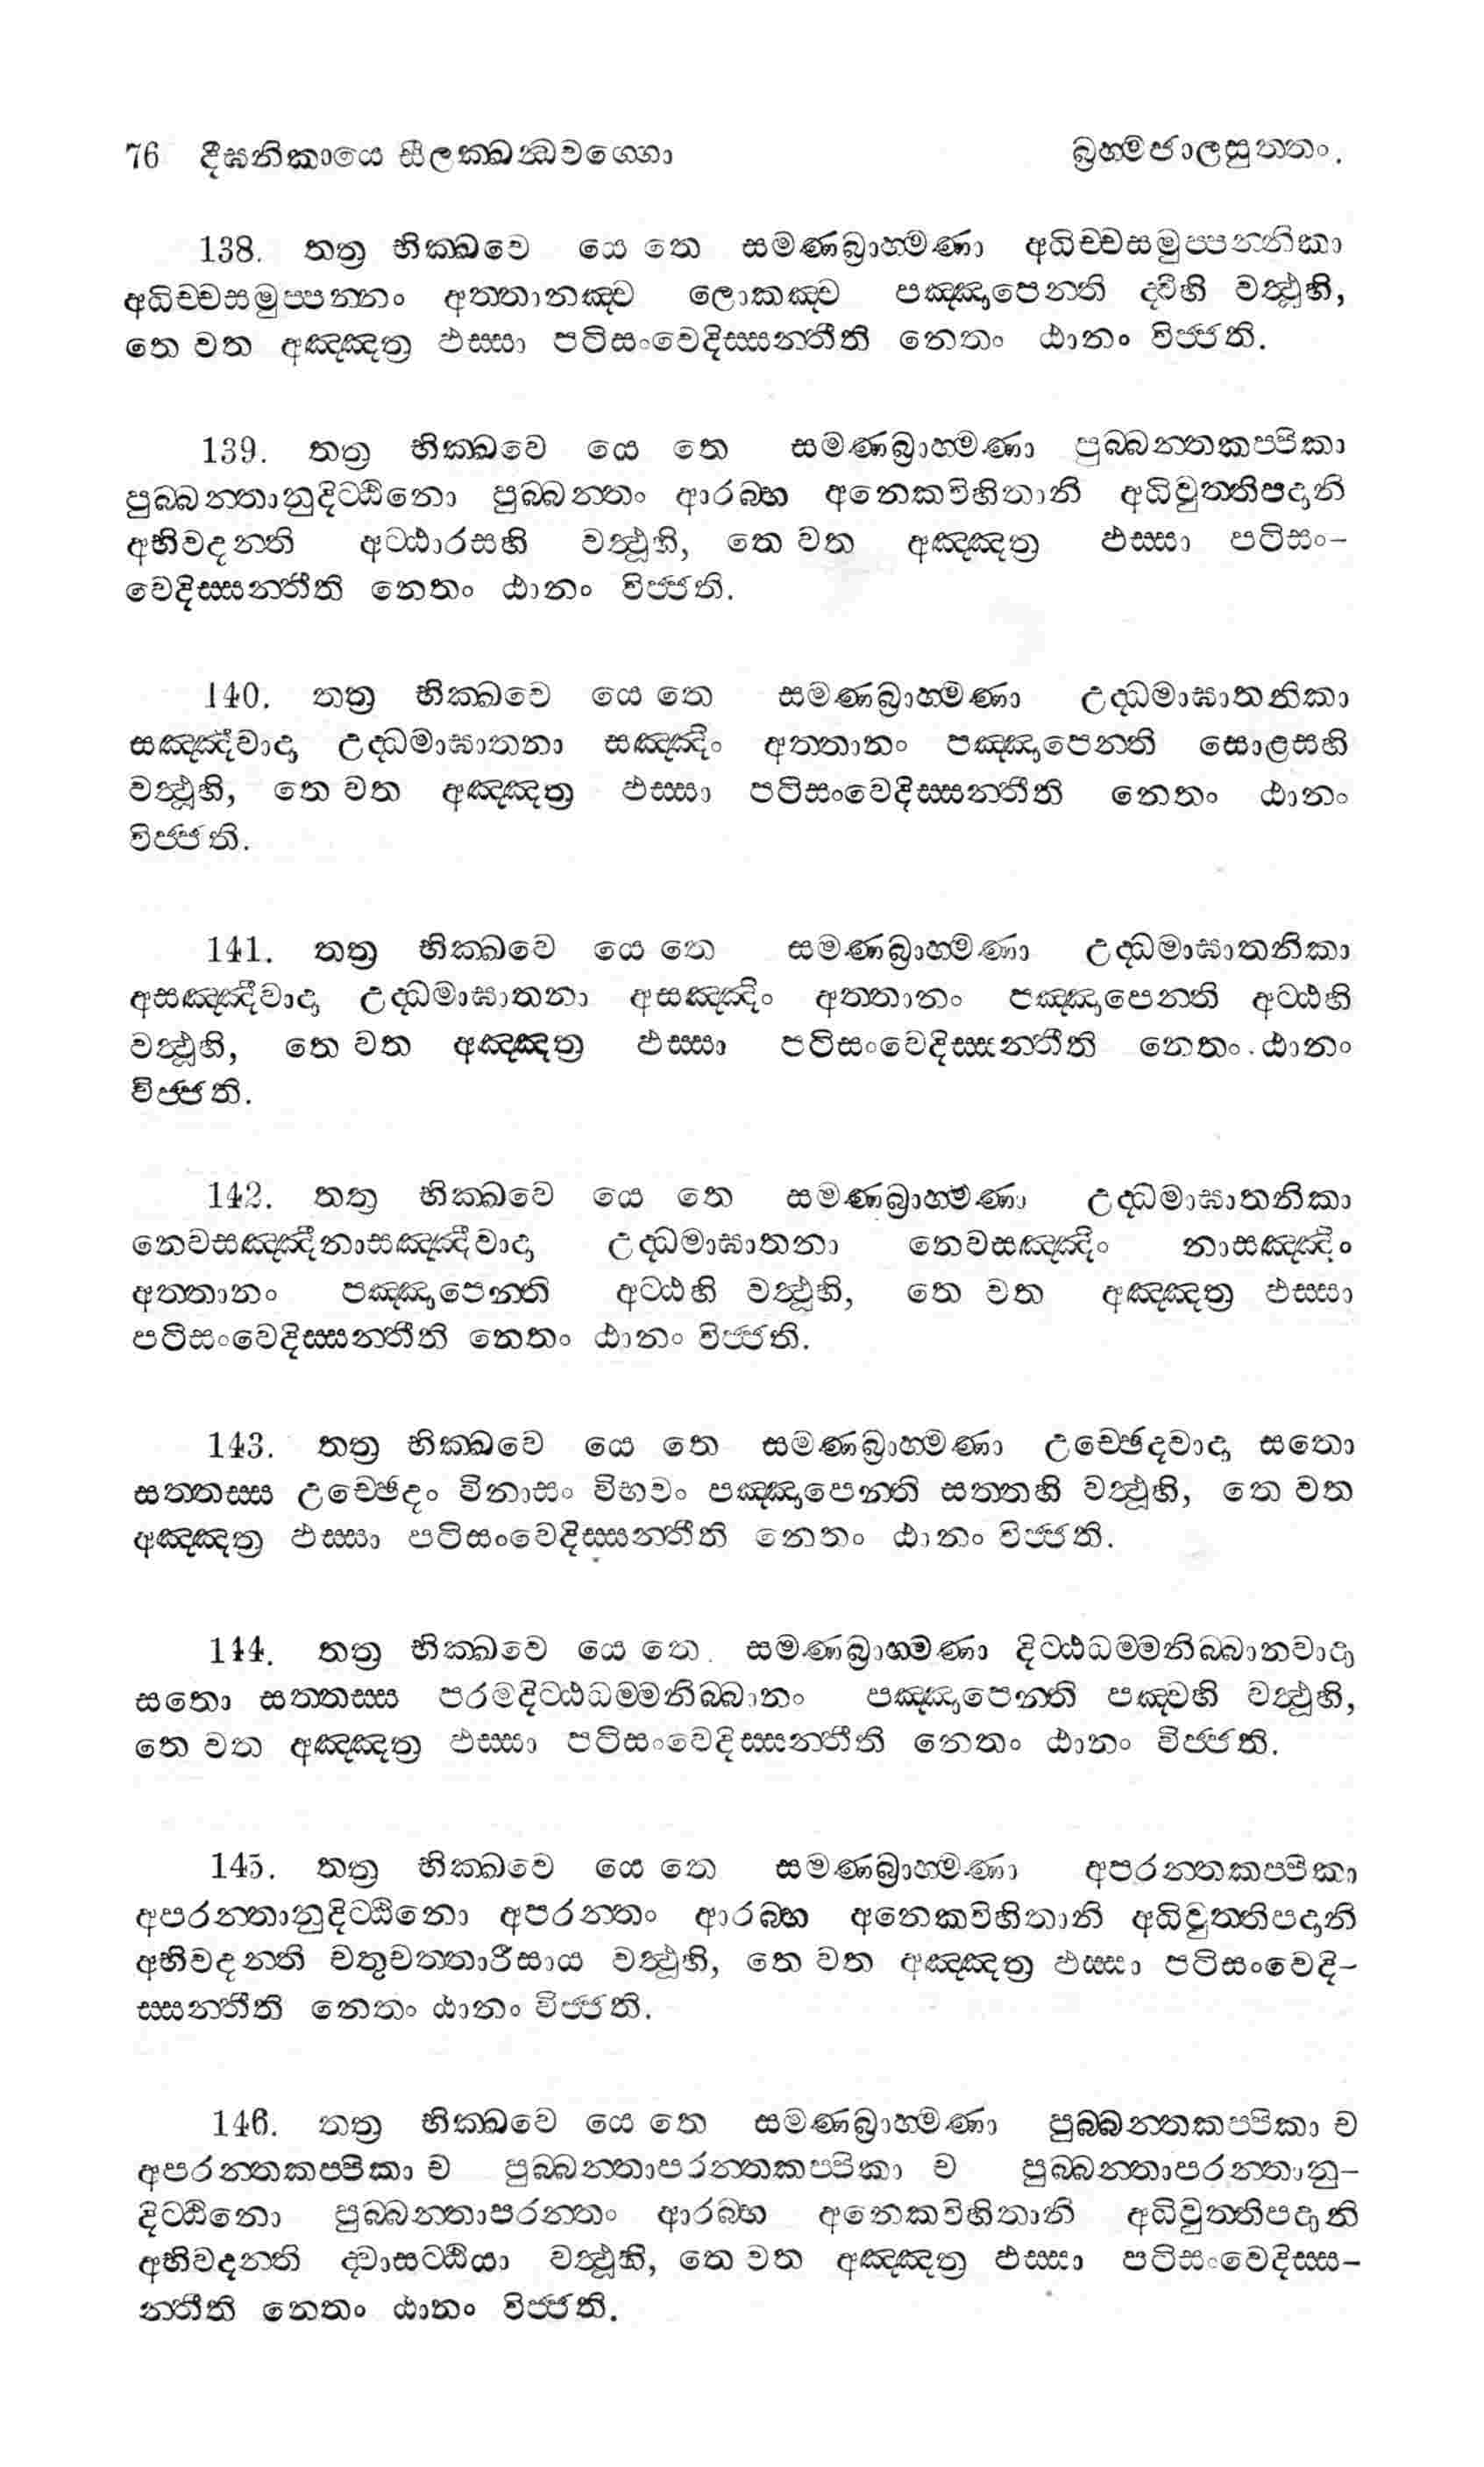 76 දීඝනිකායෙ සීලක්ඛන්ධවග්ගො බ්‍රහ්මජාලසුත්තං.
138. තත්‍ර භික්ඛවෙ යෙ තෙ සමණබ්‍රාහ්මණා අධිච්චසමුප්පන්නිකා
අධිච්චසමුප්පන්නං අත්තානඤ්ච ලොකඤ්ච පඤ්ඤාපෙන්ති ද්වීහි වත්ථූහි,
තෙ වත අඤ්ඤත්‍ර ඵස්සා පටිසංවෙදිස්සන්තීති නෙතං ඨානං විජ්ජති.
139. තත්‍ර භික්ඛවෙ යෙ තෙ සමණබ්‍රාහ්මණා පුබ්බන්තකප්පිකා
පුබ්බන්තානුදිට්ඨිනො පුබ්බන්තං ආරබ්භ අනෙකවිහිතානි අධිවුත්තිපදානි
අභිවදන්ති අට්ඨාරසහි වත්ථූහි, තෙ වත අඤ්ඤත්‍ර ඵස්සා පටිසං-
වෙදිස්සන්තීති නෙතං ඨානං විජ්ජති.
140. තත්‍ර භික්ඛවෙ යෙ තෙ සමණබ්‍රාහ්මණා උද්ධමාඝාතනිකා
සඤ්ඤීවාදා උද්ධමාඝාතනා සඤ්ඤිං අත්තානං පඤ්ඤාපෙන්ති සොළසහි
වත්ථූහි, තෙ වත අඤ්ඤත්‍ර ඵස්සා පටිසංවෙදිස්සන්තීති නෙතං ඨානං
විජ්ජති.
141. තත්‍ර භික්ඛවෙ යෙ තෙ සමණබ්‍රාහ්මණා උද්ධමාඝාතනිකා
අසඤ්ඤීවාදා උද්ධමාඝාතනා අසඤ්ඤිං අත්තානං පඤ්ඤාපෙන්ති අට්ඨහි
වත්ථූහි, තෙ වත අඤ්ඤත්‍ර ඵස්සා පටිසංවෙදිස්සන්තීති නෙතං ඨානං
විජ්ජති.
142. තත්‍ර භික්ඛවෙ යෙ තෙ සමණබ්‍රාහ්මණා උද්ධමාඝාතනිකා
නෙවසඤ්ඤීනාසඤ්ඤීවාදා උද්ධමාඝාතනා නෙවසඤ්ඤිං නාසඤ්ඤිං
අත්තානං පඤ්ඤාපෙන්ති අට්ඨහි වත්ථූහි, තෙ වත අඤ්ඤත්‍ර ඵස්සා
පටිසංවෙදිස්සන්තීති නෙතං ඨානං විජ්ජති.
143. තත්‍ර භික්ඛවෙ යෙ තෙ සමණබ්‍රාහ්මණා උච්ඡෙදවාදා සතො
සත්තස්ස උච්ඡෙදං විනාසං විභවං පඤ්ඤාපෙන්ති සත්තහි වත්ථූහි, තෙ වත
අඤ්ඤත්‍ර ඵස්සා පටිසංවෙදිස්සන්තීති නෙතං ඨානං විජ්ජති.
144. තත්‍ර භික්ඛවෙ යෙ තෙ සමණබ්‍රාහ්මණා දිට්ඨධම්මනිබ්බානවාදා
සතො සත්තස්ස පරමදිට්ඨධම්මනිබ්බානං පඤ්ඤාපෙන්ති පඤ්චහි වත්ථූහි,
තෙ වත අඤ්ඤත්‍ර ඵස්සා පටිසංවෙදිස්සන්තීති නෙතං ඨානං විජ්ජති.
145. තත්‍ර භික්ඛවෙ යෙ තෙ සමණබ්‍රාහ්මණා අපරන්තකප්පිකා
අපරන්තානුදිට්ඨිනො අපරන්තං ආරබ්භ අනෙකවිහිතානි අධිවුත්තිපදානි
අභිවදන්ති චතුචත්තාරීසාය වත්ථූහි, තෙ වත අඤ්ඤත්‍ර ඵස්සා පටිසංවෙදි-
ස්සන්තීති නෙතං ඨානං විජ්ජති.
146. තත්‍ර භික්ඛවෙ යෙ තෙ සමණබ්‍රාහ්මණා පුබ්බන්තකප්පිකා ච
අපරන්තකප්පිකා ච පුබ්බන්තාපරන්තකප්පිකා ච පුබ්බන්තාපරන්තානු-
දිට්ඨිනො පුබ්බන්තාපරන්තං ආරබ්භ අනෙකවිහිතානි අධිවුත්තිපදානි
අභිවදන්ති ද්වාසට්ඨියා වත්ථූහි, තෙ වත අඤ්ඤත්‍ර ඵස්සා පටිසංවෙදිස්ස-
න්තීති නෙතං ඨානං විජ්ජති.